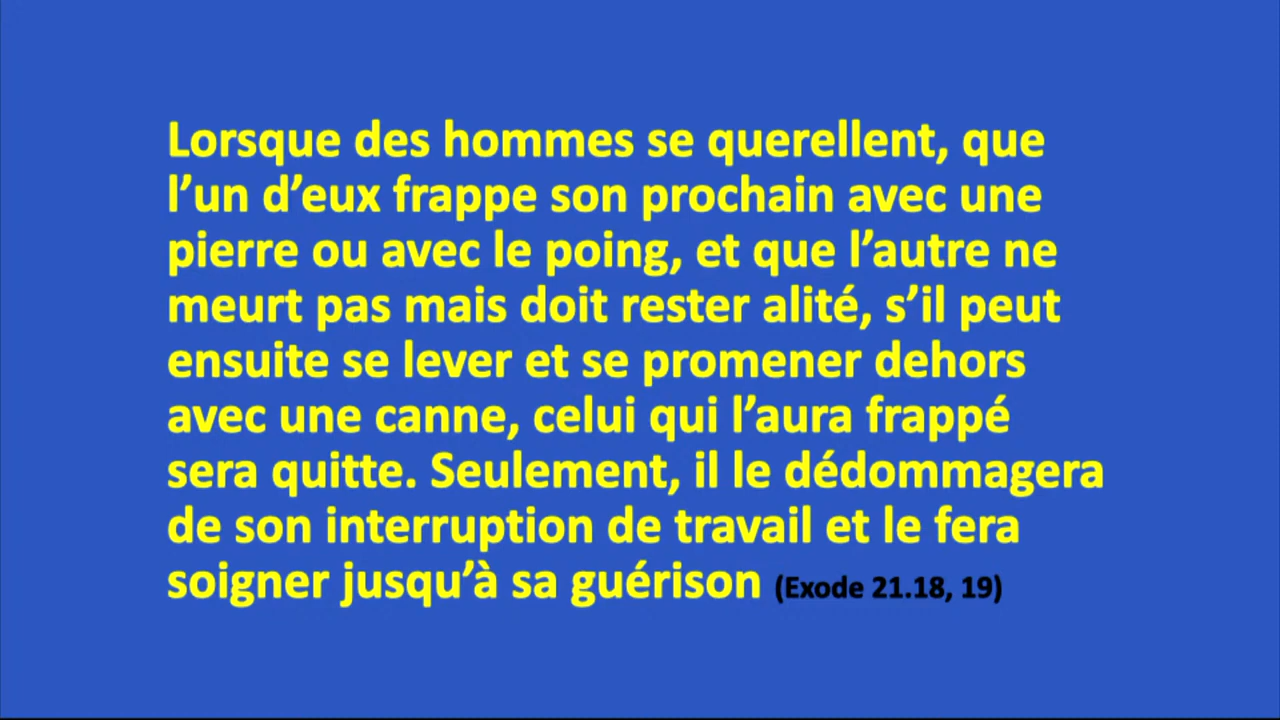 Lorsque des hommes se querellent, que
l’un d’eux frappe son prochain avec une
pierre ou avec le poing, et que l’autre ne
meurt pas mais doit rester alité, s’il peut
ensuite se lever et se promener dehors
avec une canne, celui qui l’aura frappé
sera quitte. Seulement, il le dédommagera
de son interruption de travail et le fera
soigner jusqu’à sa guérison (Exode 21.18, 19)